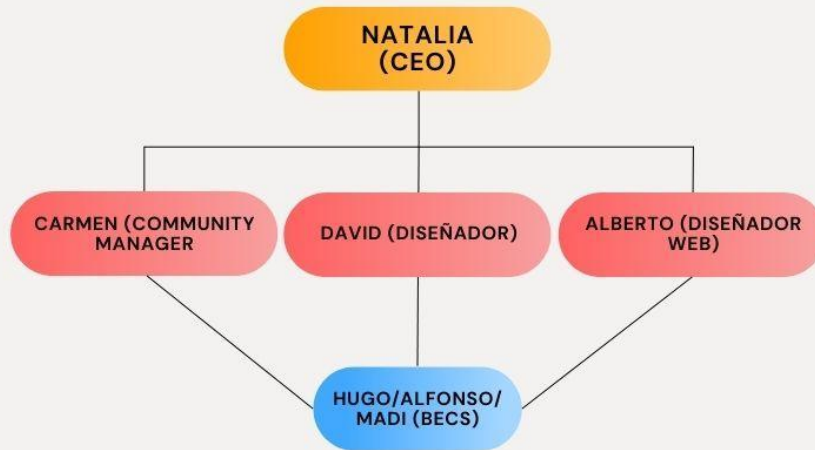 NATALIA
(CEO)
CARMEN (COMMUNITY
MANAGER
DAVID (DISEÑADOR)
ALBERTO (DISEÑADOR
WEB)
HUGO/ALFONSO/
MADI (BECS)